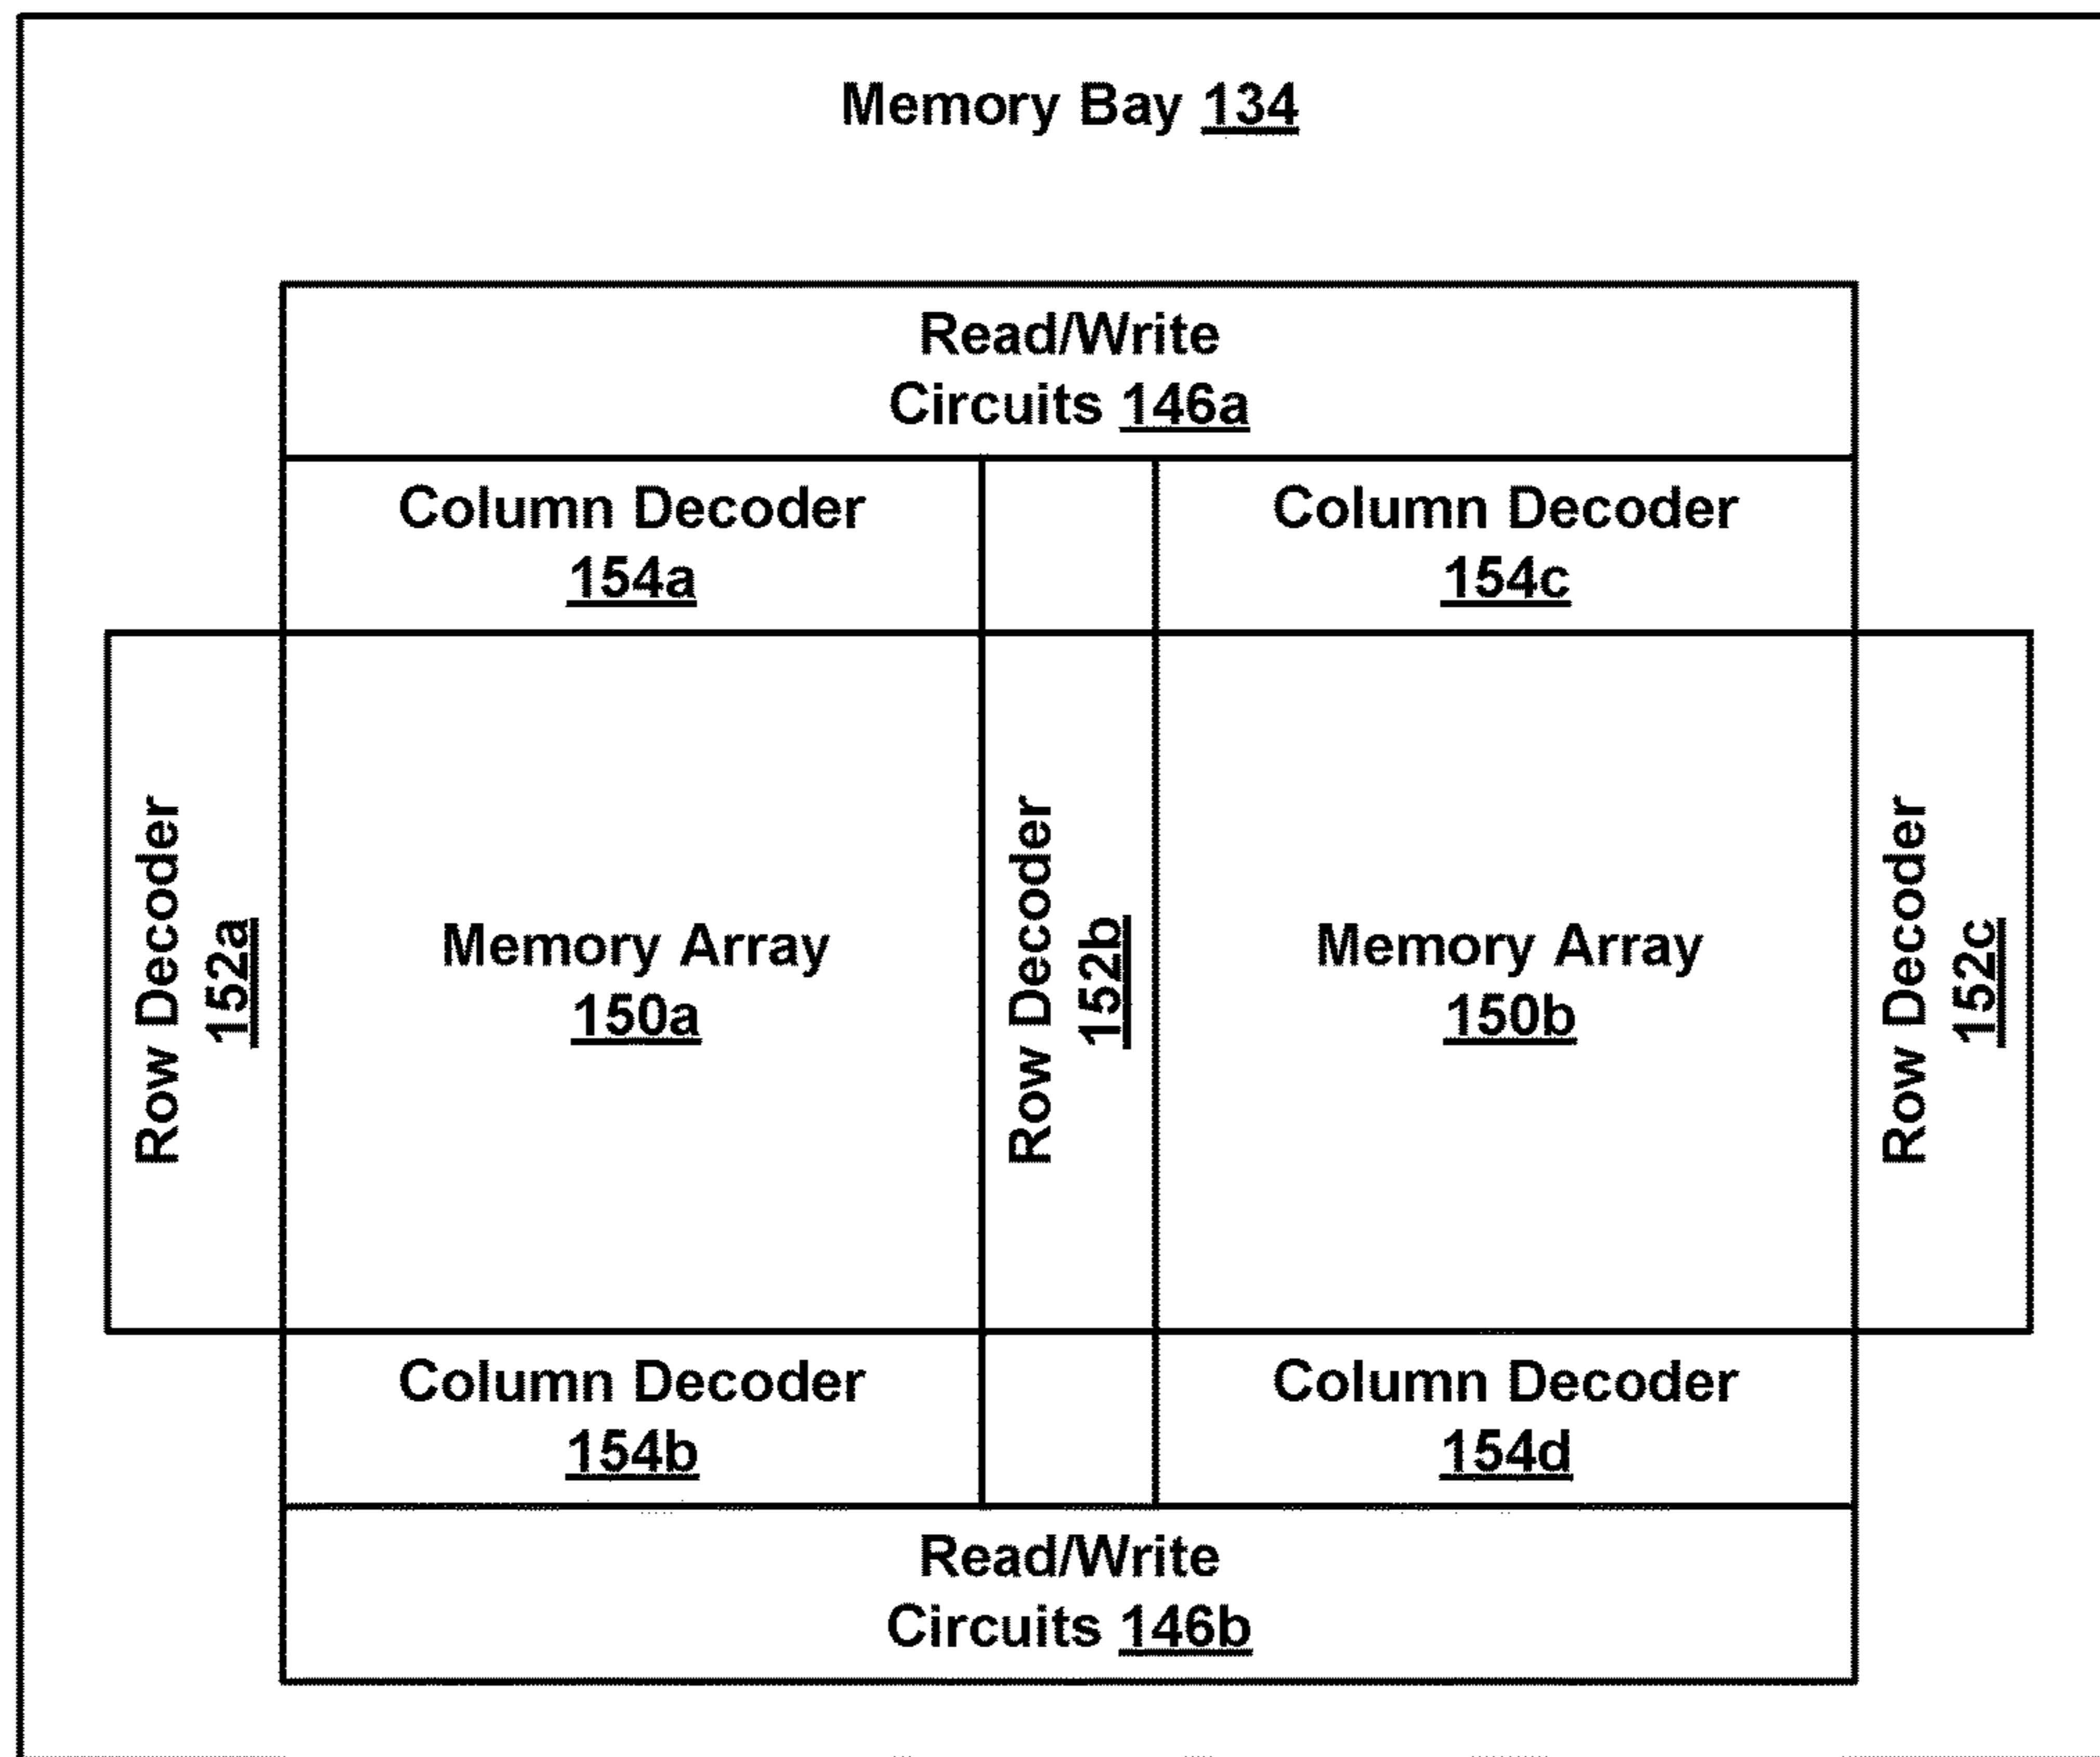 Memory Bay 134
Read/Write
Circuits 146a
Column Decoder
154a
Column Decoder
154c
Row Decoder
152a
Memory Array
150a
Row Decoder
152b
Memory Array
150b
Row Decoder
152c
Column Decoder
154b
Column Decoder
154d
Read/Write
Circuits 146b